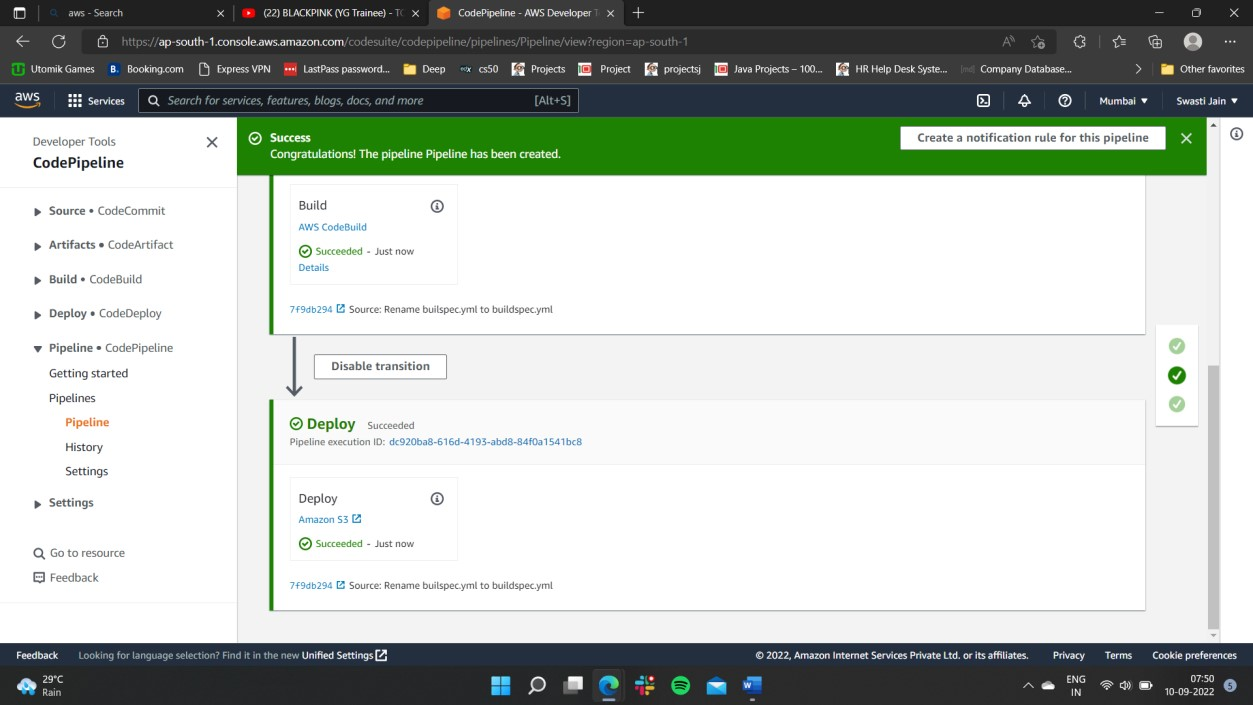 aws - Search
(22) BLACKPINK (YG Trainee) - TO
CodePipeline - AWS Developer T
https://ap-south-1.console.aws.amazon.com/codesuite/codepipeline/pipelines/Pipeline/view?region=ap-south-1
Utomik Games
Booking.com
Express VPN
LastPass password...
Deep
cs50
Projects
Project
projectsj
Java Projects – 100...
HR Help Desk Syste...
Company Database...
Other favorites
aws
Services
Search for services, features, blogs, docs, and more
[Alt+S]
Mumbai
Swasti Jain
Developer Tools
CodePipeline
Source • CodeCommit
Artifacts • CodeArtifact
Build • CodeBuild
Deploy • CodeDeploy
Pipeline • CodePipeline
Getting started
Pipelines
Pipeline
History
Settings
Settings
Go to resource
Feedback
Success
Congratulations! The pipeline Pipeline has been created.
Create a notification rule for this pipeline
Build
AWS CodeBuild
Succeeded - Just now
Details
7f9db294 Source: Rename builspec.yml to buildspec.yml
Disable transition
Deploy Succeeded
Pipeline execution ID: dc920ba8-616d-4193-abd8-84f0a1541bc8
Deploy
Amazon S3
Succeeded - Just now
7f9db294 Source: Rename builspec.yml to buildspec.yml
Feedback
Looking for language selection? Find it in the new Unified Settings
© 2022, Amazon Internet Services Private Ltd. or its affiliates.
Privacy
Terms
Cookie preferences
29°C
Rain
ENG
IN
07:50
10-09-2022
5